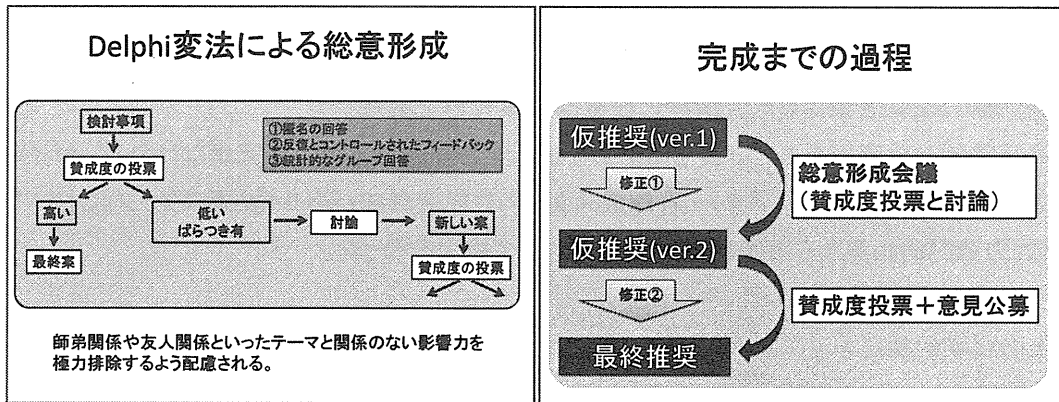 Delphi変法による総意形成
検討事項
①匿名の回答
②反復とコントロールされたフィードバック
③統計的なグループ回答
賛成度の投票
高い
低い
ばらつき有
討論
新しい案
最終案
賛成度の投票
師弟関係や友人関係といったテーマと関係のない影響力を
極力排除するよう配慮される。
完成までの過程
仮推奨(ver.1)
修正①
総意形成会議
(賛成度投票と討論)
仮推奨(ver.2)
修正②
賛成度投票+意見公募
最終推奨